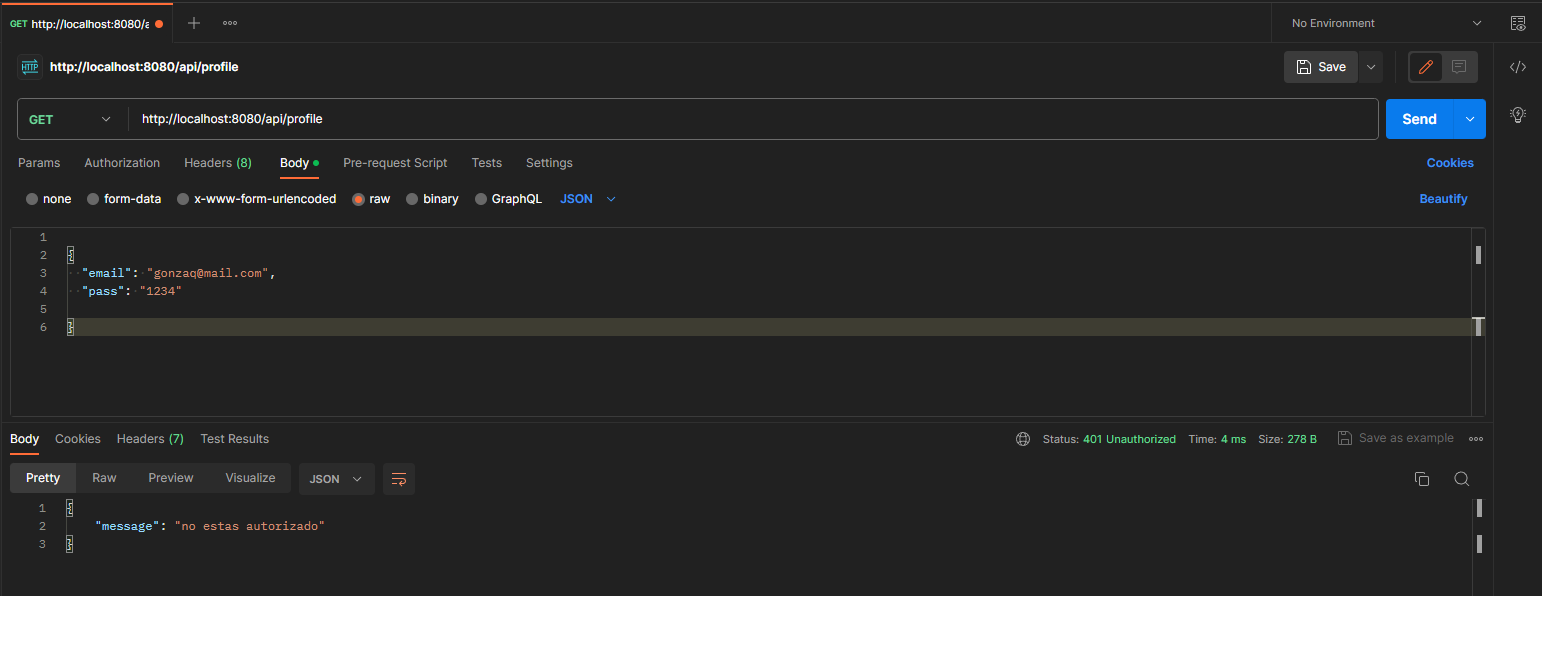 GET http://localhost:8080/a
No Environment
HTTP http://localhost:8080/api/profile
Save
GET http://localhost:8080/api/profile
Send
Params Authorization Headers (8) Body Pre-request Script Tests Settings Cookies
none form-data x-www-form-urlencoded raw binary GraphQL JSON Beautify
1
2 {
3 "email": "gonzaq@mail.com",
4 "pass": "1234"
5
6 }
Body Cookies Headers (7) Test Results Status: 401 Unauthorized Time: 4 ms Size: 278 B Save as example
Pretty Raw Preview Visualize JSON
1 {
2 "message": "no estas autorizado"
3 }